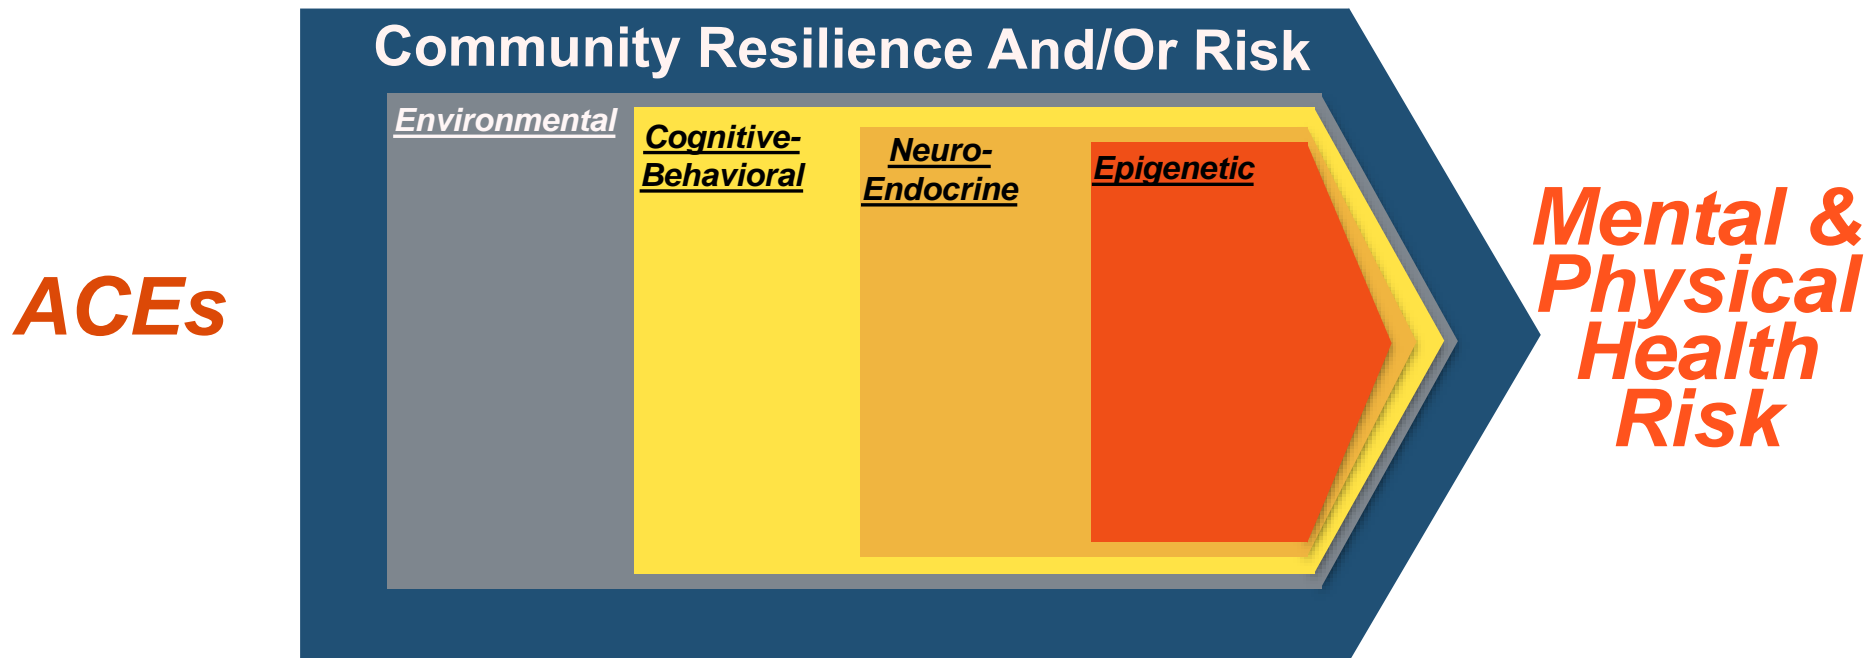 Community Resilience And/Or Risk
Environmental
Cognitive-
Behavioral
Neuro-
Endocrine
Epigenetic
ACEs
Mental &
Physical
Health
Risk